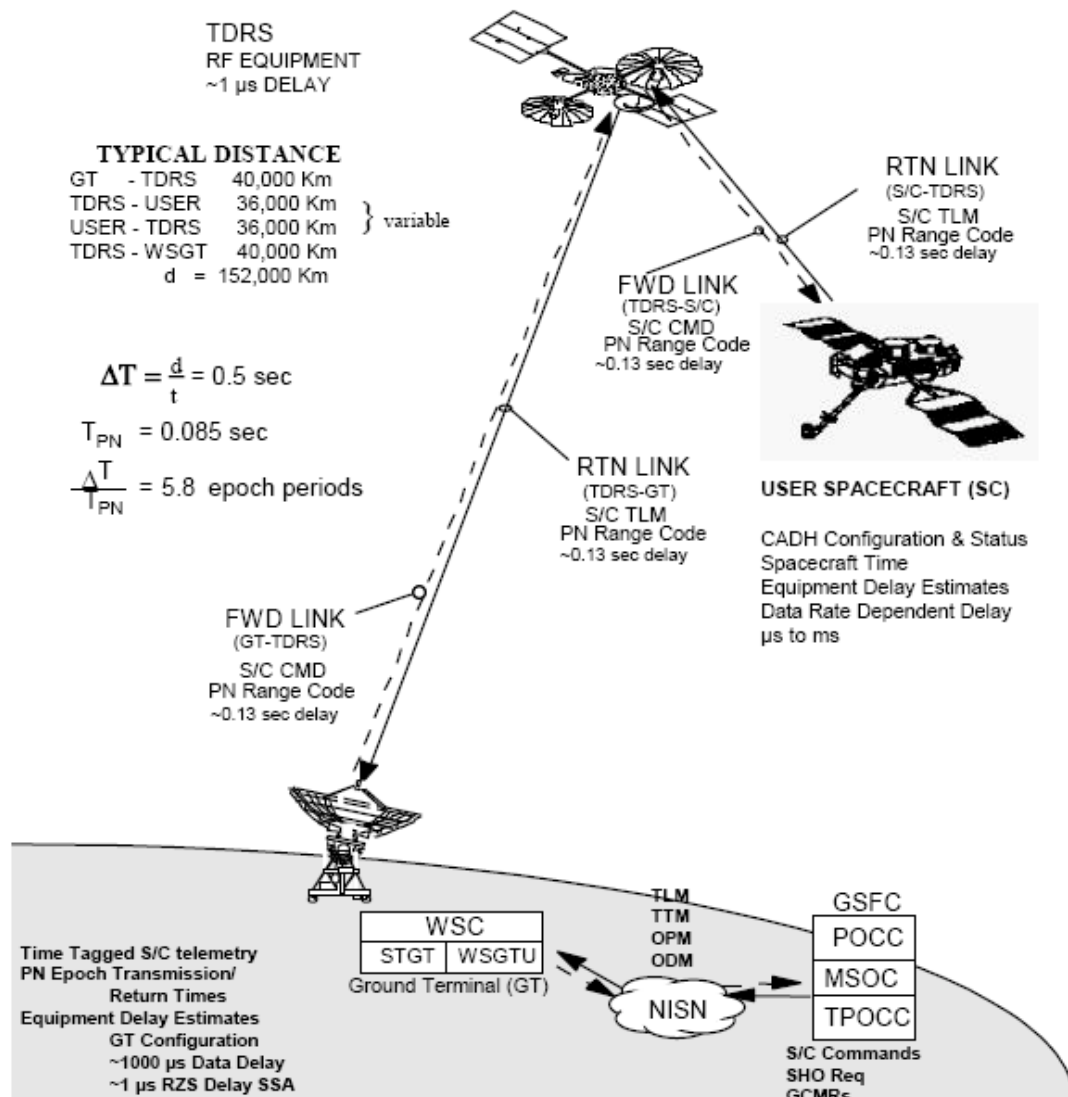 TDRS
RF EQUIPMENT
~1 µs DELAY
TYPICAL DISTANCE
GT - TDRS 40,000 Km
TDRS - USER 36,000 Km
USER - TDRS 36,000 Km
} variable
TDRS - WSGT 40,000 Km
d = 152,000 Km
RTN LINK
(S/C-TDRS)
S/C TLM
PN Range Code
~0.13 sec delay
FWD LINK
(TDRS-S/C)
S/C CMD
PN Range Code
~0.13 sec delay
ΔT = d/t = 0.5 sec
T_PN = 0.085 sec
ΔT/T_PN = 5.8 epoch periods
RTN LINK
(TDRS-GT)
S/C TLM
PN Range Code
~0.13 sec delay
USER SPACECRAFT (SC)
CADH Configuration & Status
Spacecraft Time
Equipment Delay Estimates
Data Rate Dependent Delay
µs to ms
FWD LINK
(GT-TDRS)
S/C CMD
PN Range Code
~0.13 sec delay
WSC
STGT WSGTU
Ground Terminal (GT)
TLM
TTM
OPM
ODM
NISN
GSFC
POCC
MSOC
TPOCC
S/C Commands
SHO Req
GCMRs
Time Tagged S/C telemetry
PN Epoch Transmission/
Return Times
Equipment Delay Estimates
GT Configuration
~1000 µs Data Delay
~1 µs RZS Delay SSA